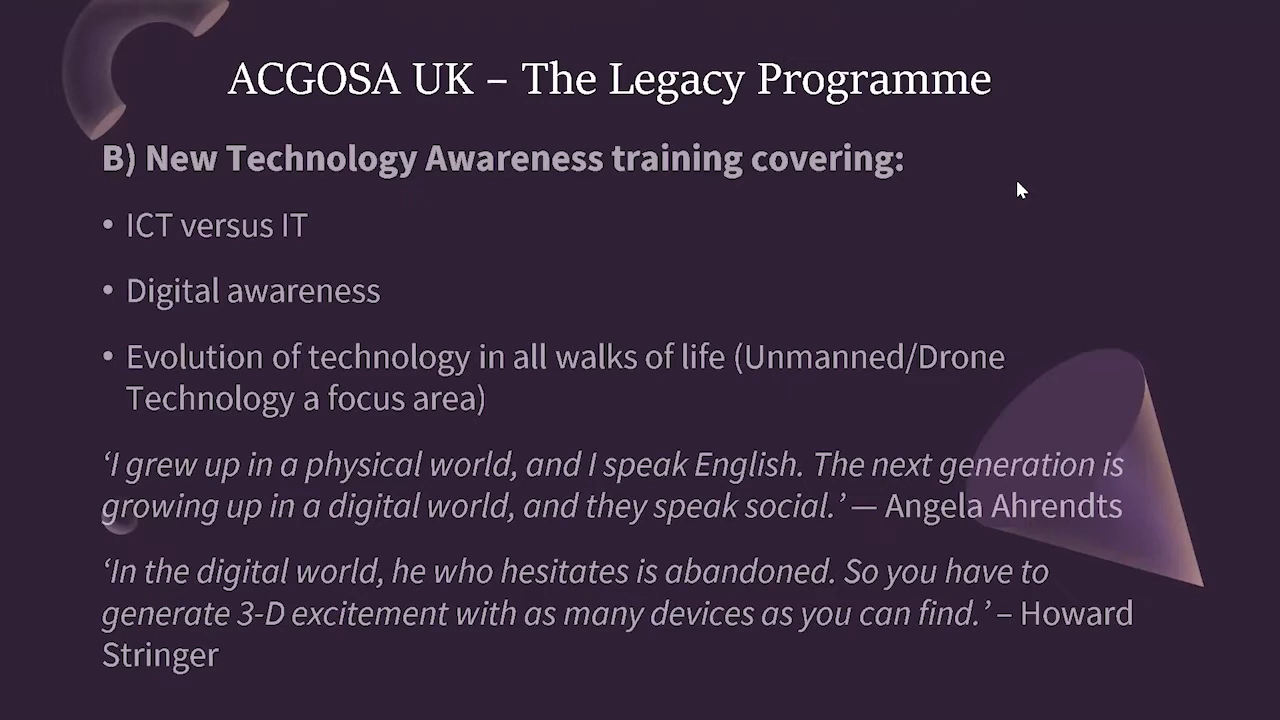 ACGOSA UK – The Legacy Programme
B) New Technology Awareness training covering:
• ICT versus IT
• Digital awareness
• Evolution of technology in all walks of life (Unmanned/Drone
Technology a focus area)
‘I grew up in a physical world, and I speak English. The next generation is
growing up in a digital world, and they speak social.’ — Angela Ahrendts
‘In the digital world, he who hesitates is abandoned. So you have to
generate 3-D excitement with as many devices as you can find.’ – Howard
Stringer